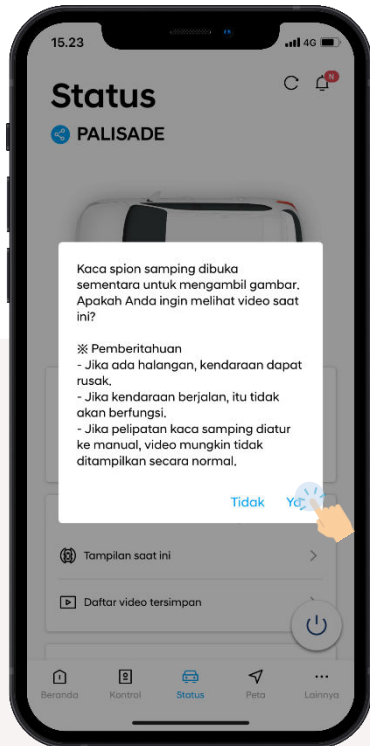 15.23
4G
Status
N
PALISADE
Kaca spion samping dibuka
sementara untuk mengambil gambar.
Apakah Anda ingin melihat video saat
ini?
※ Pemberitahuan
- Jika ada halangan, kendaraan dapat
rusak.
- Jika kendaraan berjalan, itu tidak
akan berfungsi.
- Jika pelipatan kaca samping diatur
ke manual, video mungkin tidak
ditampilkan secara normal.
Tidak Ya
Tampilan saat ini
Daftar video tersimpan
Beranda Kontrol Status Peta Lainnya